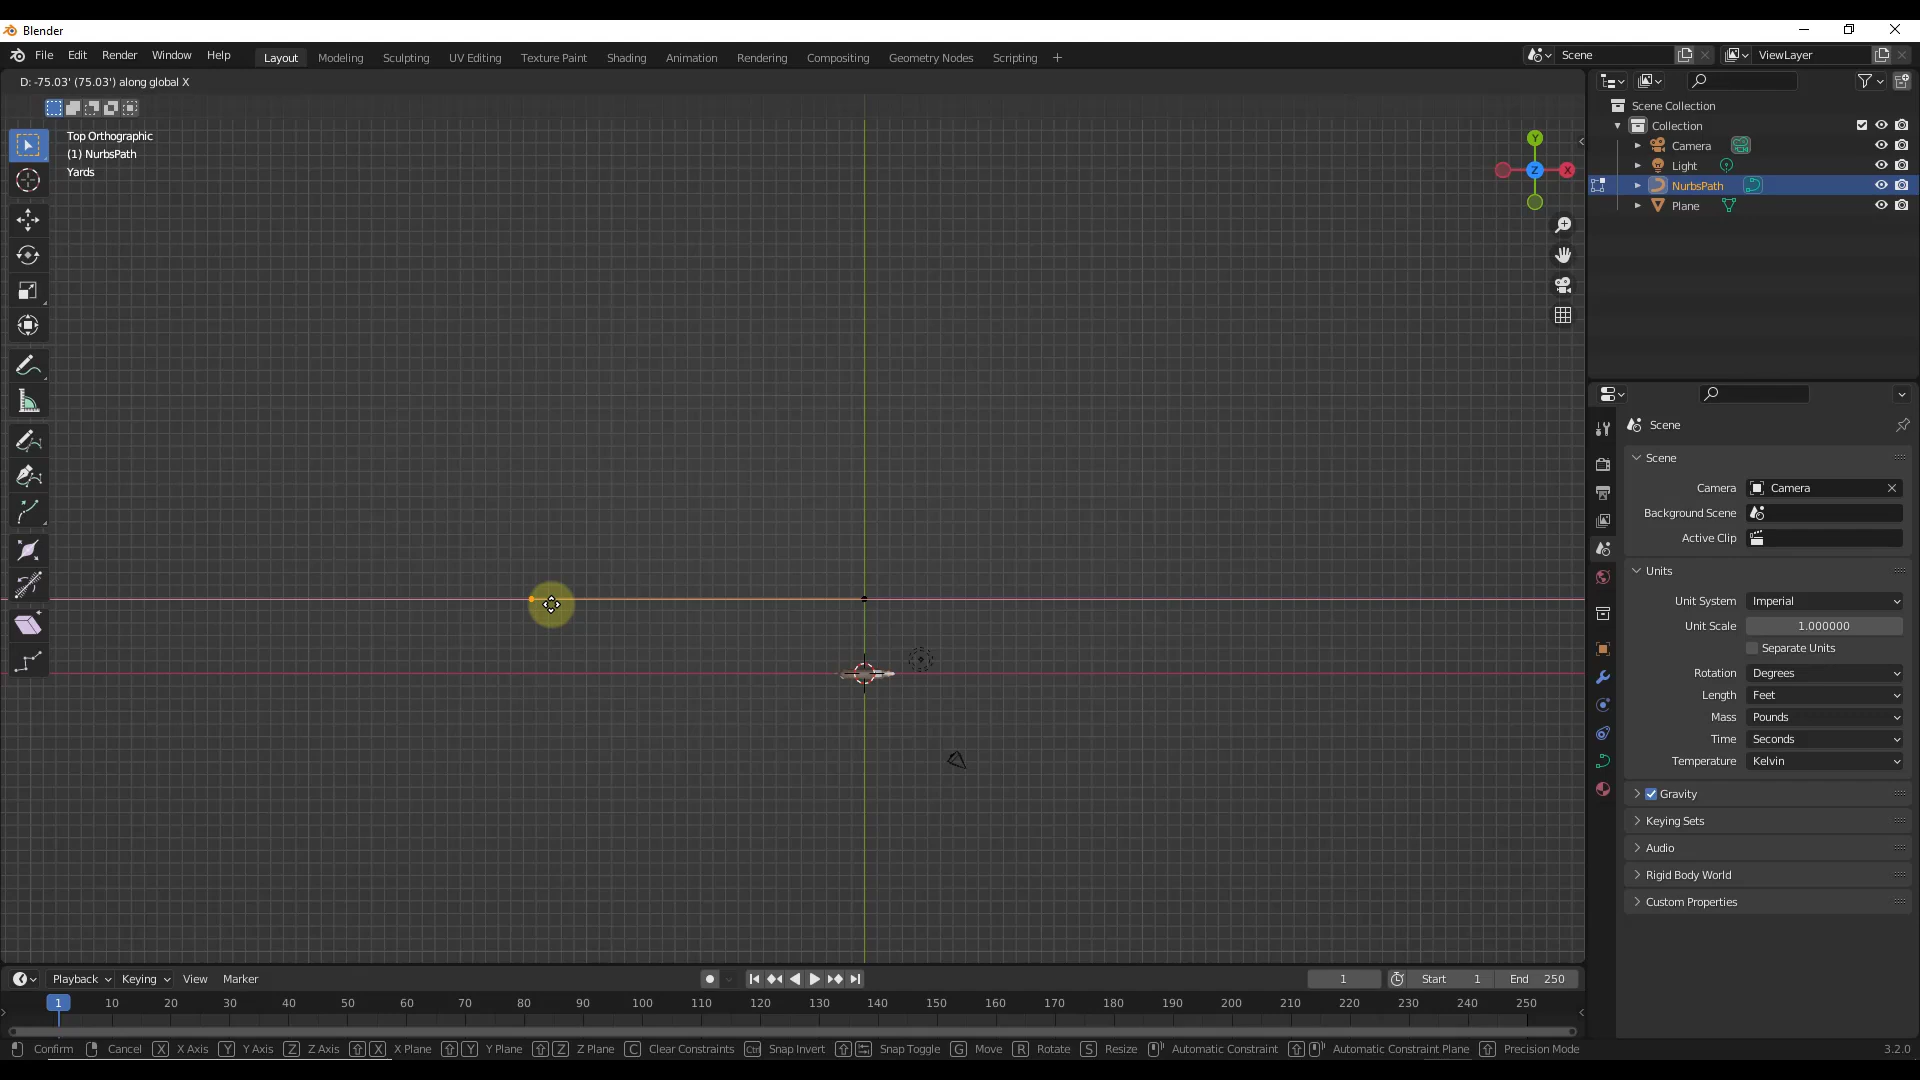 Blender
File Edit Render Window Help Layout Modeling Sculpting UV Editing Texture Paint Shading Animation Rendering Compositing Geometry Nodes Scripting + Scene ViewLayer
D: -75.03' (75.03') along global X
Top Orthographic
(1) NurbsPath
Yards
Y
Z X
Scene Collection
Collection
Camera
Light
NurbsPath
Plane
Scene
Scene
Camera Camera
Background Scene
Active Clip
Units
Unit System Imperial
Unit Scale 1.000000
Separate Units
Rotation Degrees
Length Feet
Mass Pounds
Time Seconds
Temperature Kelvin
Gravity
Keying Sets
Audio
Rigid Body World
Custom Properties
Playback Keying View Marker 1 Start 1 End 250
1 10 20 30 40 50 60 70 80 90 100 110 120 130 140 150 160 170 180 190 200 210 220 230 240 250
Confirm Cancel X X Axis Y Y Axis Z Z Axis X X Plane Y Y Plane Z Z Plane C Clear Constraints Ctrl Snap Invert Snap Toggle G Move R Rotate S Resize Automatic Constraint Automatic Constraint Plane Precision Mode 3.2.0